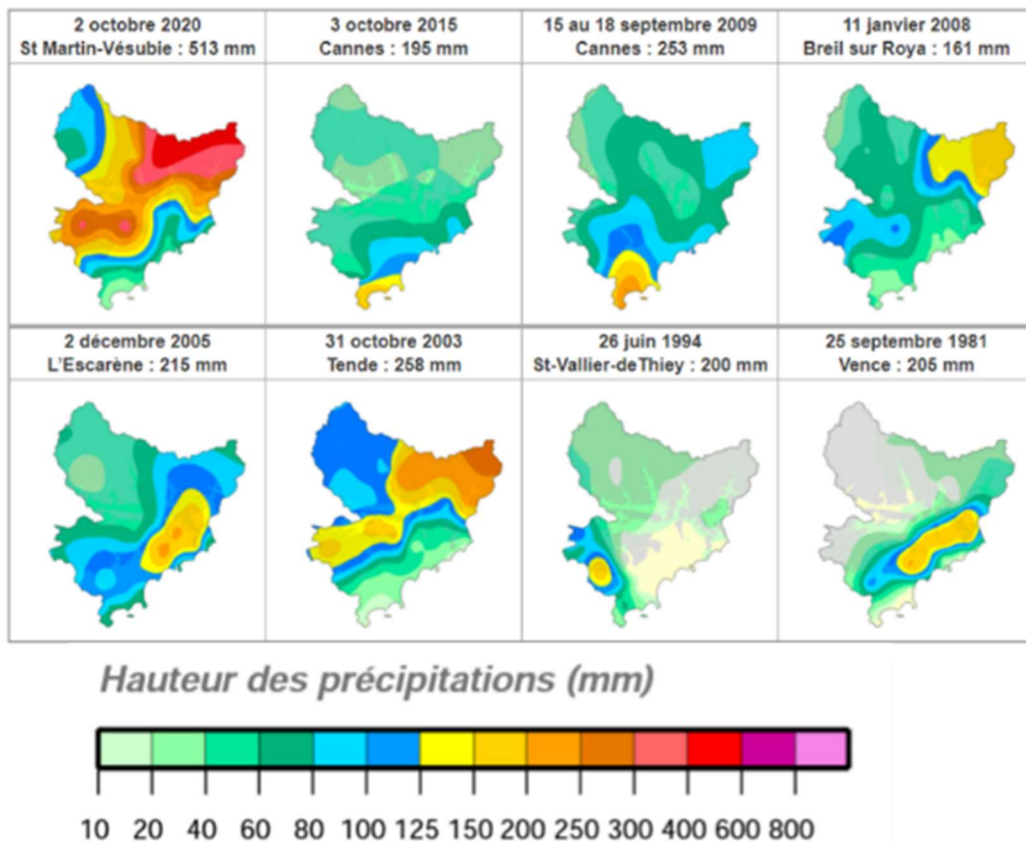 2 octobre 2020
St Martin-Vésubie : 513 mm
3 octobre 2015
Cannes : 195 mm
15 au 18 septembre 2009
Cannes : 253 mm
11 janvier 2008
Breil sur Roya : 161 mm
2 décembre 2005
L'Escarène : 215 mm
31 octobre 2003
Tende : 258 mm
26 juin 1994
St-Vallier-deThiey : 200 mm
25 septembre 1981
Vence : 205 mm
Hauteur des précipitations (mm)
10 20 40 60 80 100 125 150 200 250 300 400 600 800